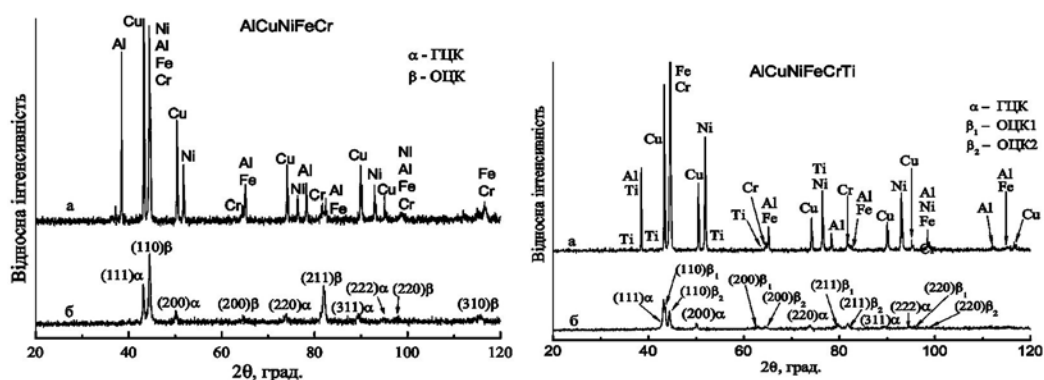 AlCuNiFeCr
α - ГЦК
β - ОЦК
Відносна інтенсивність
Al
Cu
Ni
Al
Fe
Cr
Cu
Ni
Al
Fe
Cr
Cu
Ni
Al
Cr
Al
Fe
Cu
Ni
Cu
Ni
Al
Fe
Cr
Fe
Cr
а
(111)α
(110)β
(200)α
(200)β
(220)α
(211)β
(311)α
(222)α
(220)β
(310)β
б
20 40 60 80 100 120
2θ, град.
AlCuNiFeCrTi
α – ГЦК
β₁ – ОЦК1
β₂ – ОЦК2
Відносна інтенсивність
Al
Ti
Ti
Ti
Cu
Fe
Cr
Cu
Ni
Ti
Cr
Ti
Al
Fe
Cu
Ti
Ni
Al
Cr
Al
Fe
Cu
Ni
Cu
Al
Ni
Fe
Cr
Al
Al
Fe
Cu
а
(111)α
(110)β₁
(110)β₂
(200)α
(200)β₁
(200)β₂
(220)α
(211)β₁
(211)β₂
(311)α
(222)α
(220)β₁
(220)β₂
б
20 40 60 80 100 120
2θ, град.